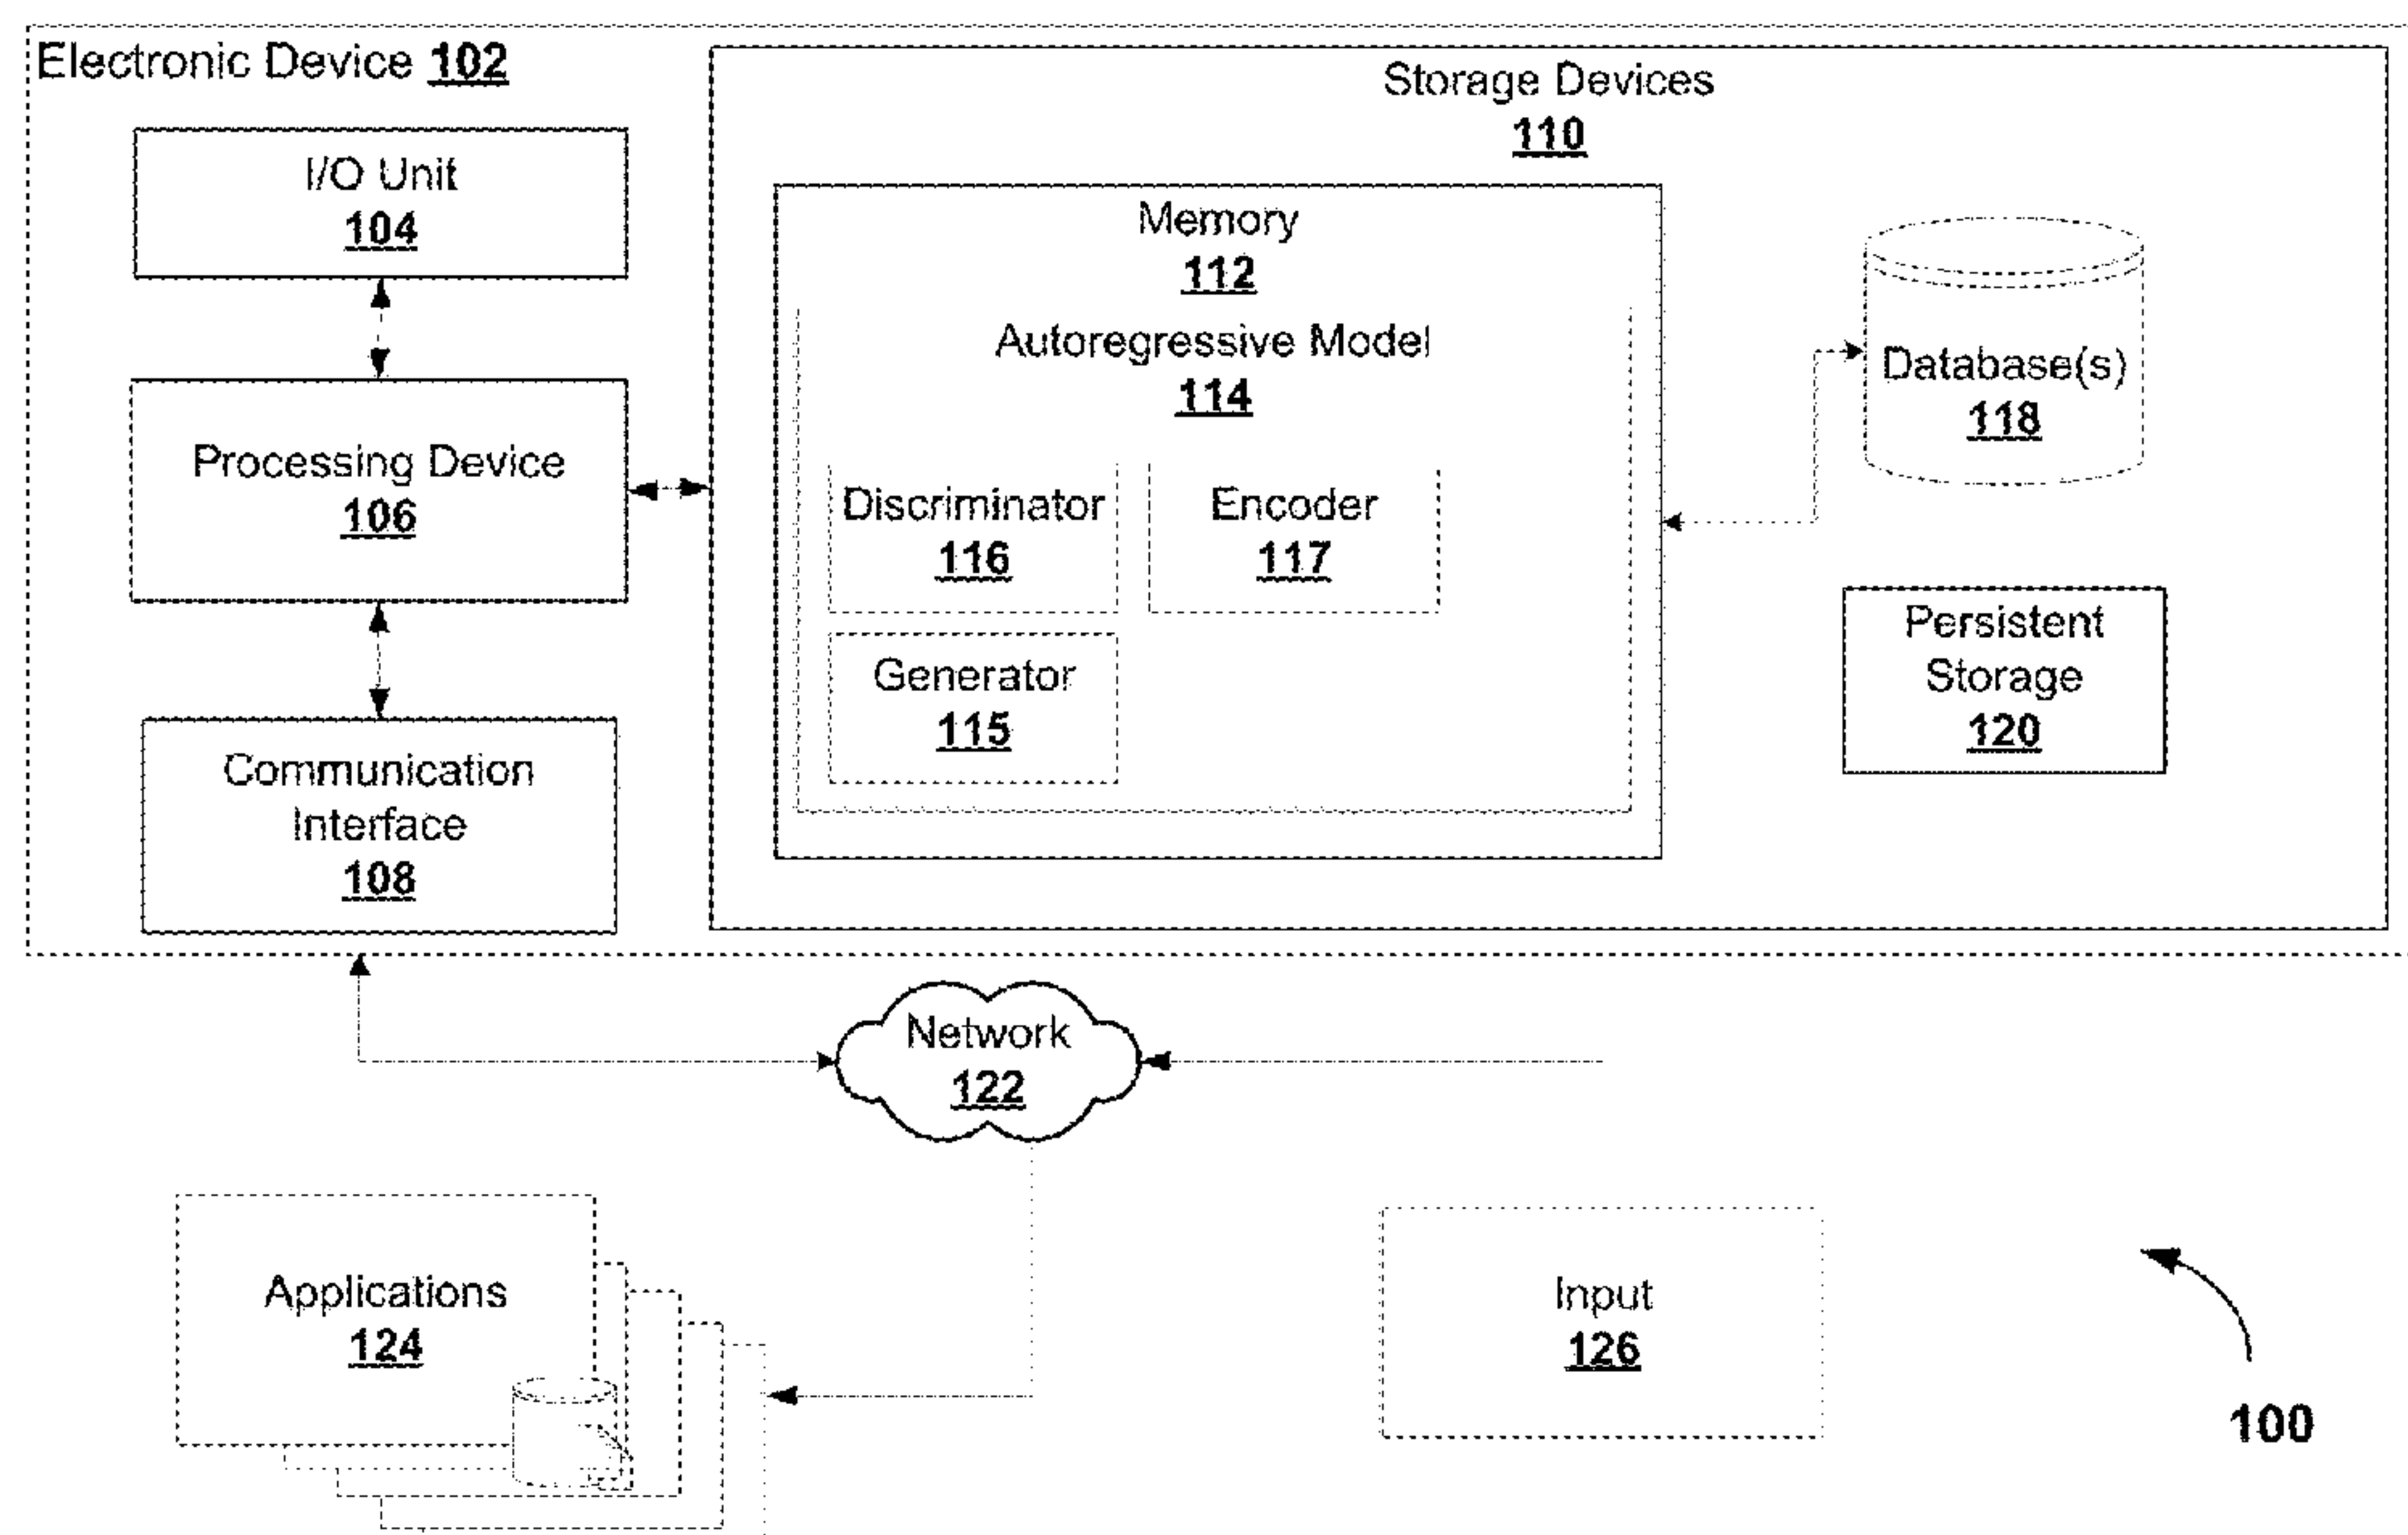 Electronic Device 102
I/O Unit
104
Processing Device
106
Communication
Interface
108
Storage Devices
110
Memory
112
Autoregressive Model
114
Discriminator
116
Encoder
117
Generator
115
Database(s)
118
Persistent
Storage
120
Network
122
Applications
124
Input
126
100